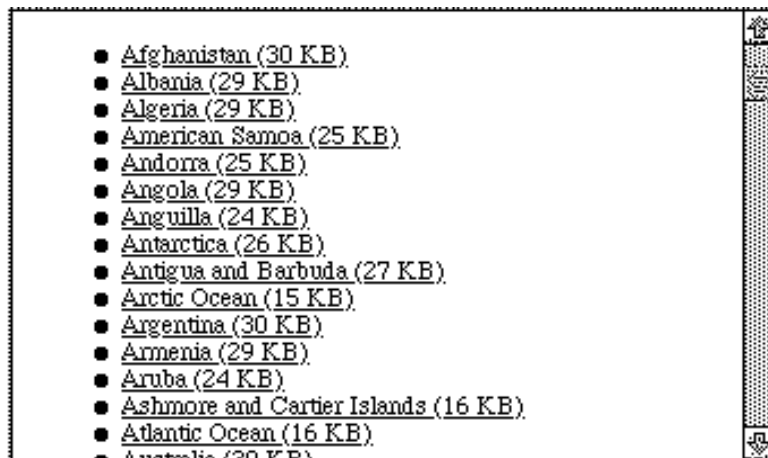 Afghanistan (30 KB)
Albania (29 KB)
Algeria (29 KB)
American Samoa (25 KB)
Andorra (25 KB)
Angola (29 KB)
Anguilla (24 KB)
Antarctica (26 KB)
Antigua and Barbuda (27 KB)
Arctic Ocean (15 KB)
Argentina (30 KB)
Armenia (29 KB)
Aruba (24 KB)
Ashmore and Cartier Islands (16 KB)
Atlantic Ocean (16 KB)
Australia